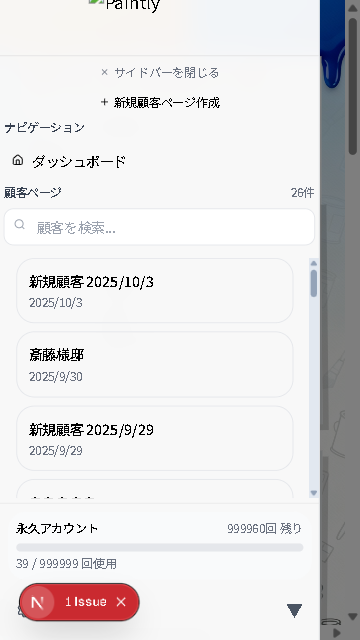 Paintly
× サイドバーを閉じる
+ 新規顧客ページ作成
ナビゲーション
ダッシュボード
顧客ページ 26件
顧客を検索...
新規顧客 2025/10/3
2025/10/3
斎藤様邸
2025/9/30
新規顧客 2025/9/29
2025/9/29
永久アカウント 999960回 残り
39 / 999999 回使用
N 1 Issue ×